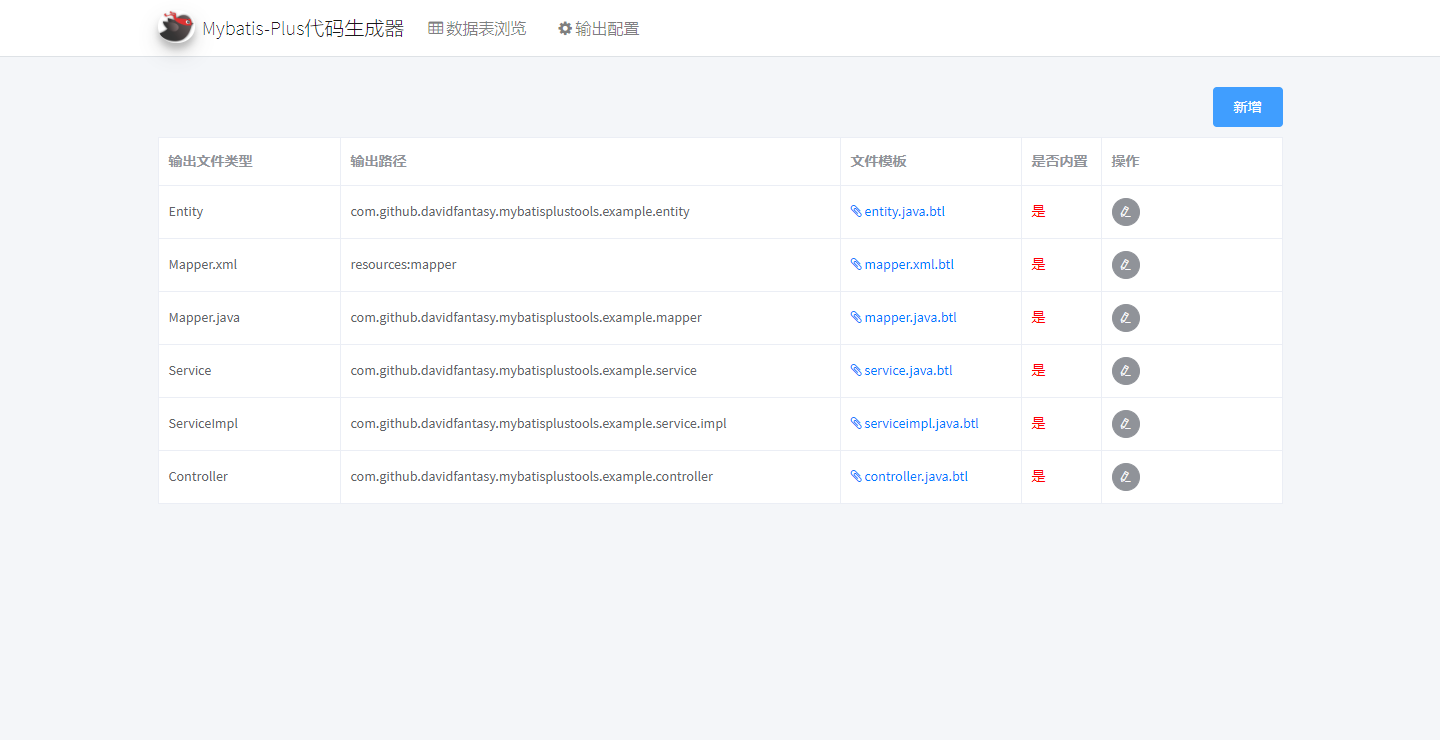 Mybatis-Plus代码生成器 数据表浏览 输出配置
新增
输出文件类型 输出路径 文件模板 是否内置 操作
Entity com.github.davidfantasy.mybatisplustools.example.entity entity.java.btl 是
Mapper.xml resources:mapper mapper.xml.btl 是
Mapper.java com.github.davidfantasy.mybatisplustools.example.mapper mapper.java.btl 是
Service com.github.davidfantasy.mybatisplustools.example.service service.java.btl 是
ServiceImpl com.github.davidfantasy.mybatisplustools.example.service.impl serviceimpl.java.btl 是
Controller com.github.davidfantasy.mybatisplustools.example.controller controller.java.btl 是